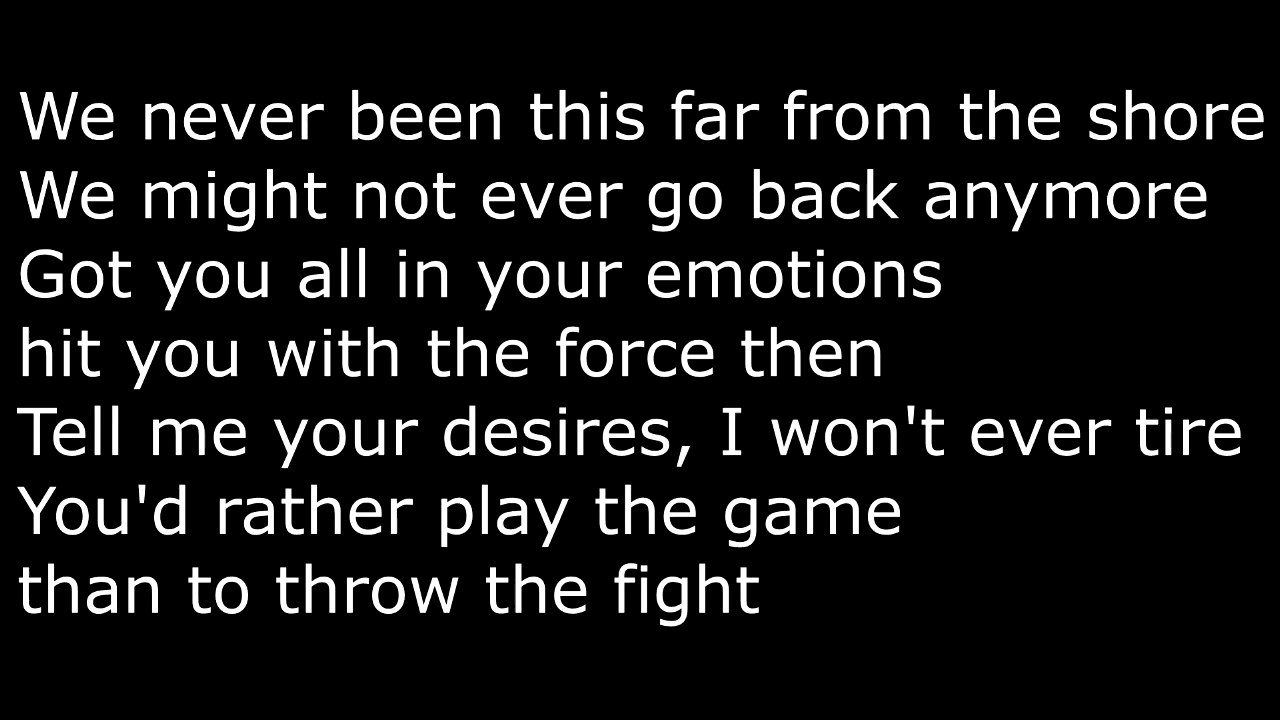 We never been this far from the shore
We might not ever go back anymore
Got you all in your emotions
hit you with the force then
Tell me your desires, I won't ever tire
You'd rather play the game
than to throw the fight